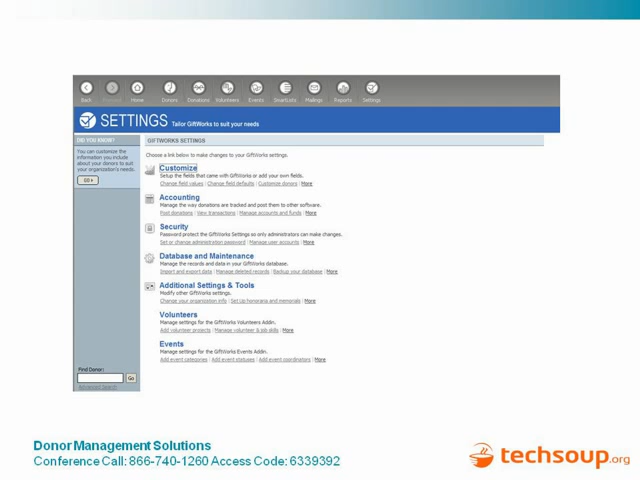 Back Forward Home Donors Donations Volunteers Events SmartLists Mailings Reports Settings
SETTINGS Tailor GiftWorks to suit your needs
DID YOU KNOW?
You can customize the
information you include
about your donors to suit
your organization's needs.
GO
GIFTWORKS SETTINGS
Choose a link below to make changes to your GiftWorks settings.
Customize
Setup the fields that came with GiftWorks or add your own fields.
Change field values | Change field defaults | Customize donors | More
Accounting
Manage the way donations are tracked and post them to other software.
Post donations | View transactions | Manage accounts and funds | More
Security
Password protect the GiftWorks Settings so only administrators can make changes.
Set or change administration password | Manage user accounts | More
Database and Maintenance
Manage the records and data in your GiftWorks database.
Import and export data | Manage deleted records | Backup your database | More
Additional Settings & Tools
Modify other GiftWorks settings.
Change your organization info | Set Up honoraria and memorials | More
Volunteers
Manage settings for the GiftWorks Volunteers Addin.
Add volunteer projects | Manage volunteer & job skills | More
Events
Manage settings for the GiftWorks Events Addin.
Add event categories | Add event statuses | Add event coordinators | More
Find Donor:
Go
Advanced Search
Donor Management Solutions
Conference Call: 866-740-1260 Access Code: 6339392
techsoup.org